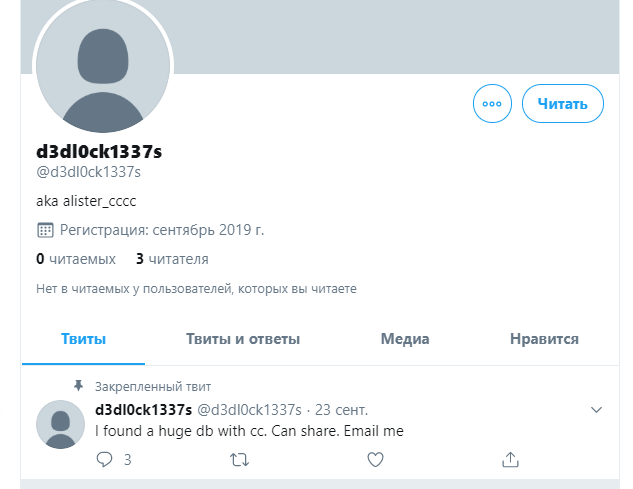 d3dl0ck1337s
@d3dl0ck1337s
aka alister_cccc
Регистрация: сентябрь 2019 г.
0 читаемых 3 читателя
Нет в читаемых у пользователей, которых вы читаете
Читать
Твиты Твиты и ответы Медиа Нравится
Закрепленный твит
d3dl0ck1337s @d3dl0ck1337s · 23 сент.
I found a huge db with cc. Can share. Email me
3